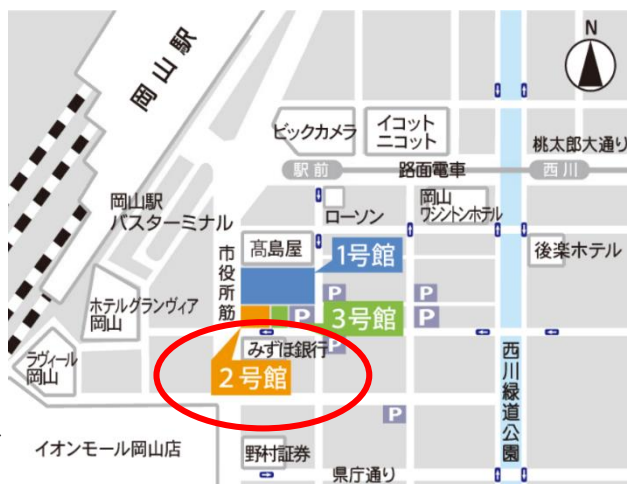 N
岡山駅
ビックカメラ
イコット
ニコット
桃太郎大通り
駅前
路面電車
西川
岡山駅
バスターミナル
ローソン
岡山
ワシントンホテル
市役所筋
髙島屋
1号館
後楽ホテル
P
P
ホテルグランヴィア
岡山
P
3号館
P
みずほ銀行
P
ラヴィール
岡山
2号館
西川緑道公園
P
イオンモール岡山店
野村証券
県庁通り